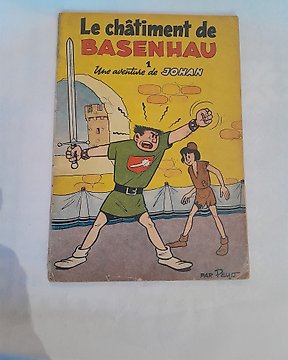 Le châtiment de
BASENHAU
1
Une aventure de JOHAN
PAR Peyo